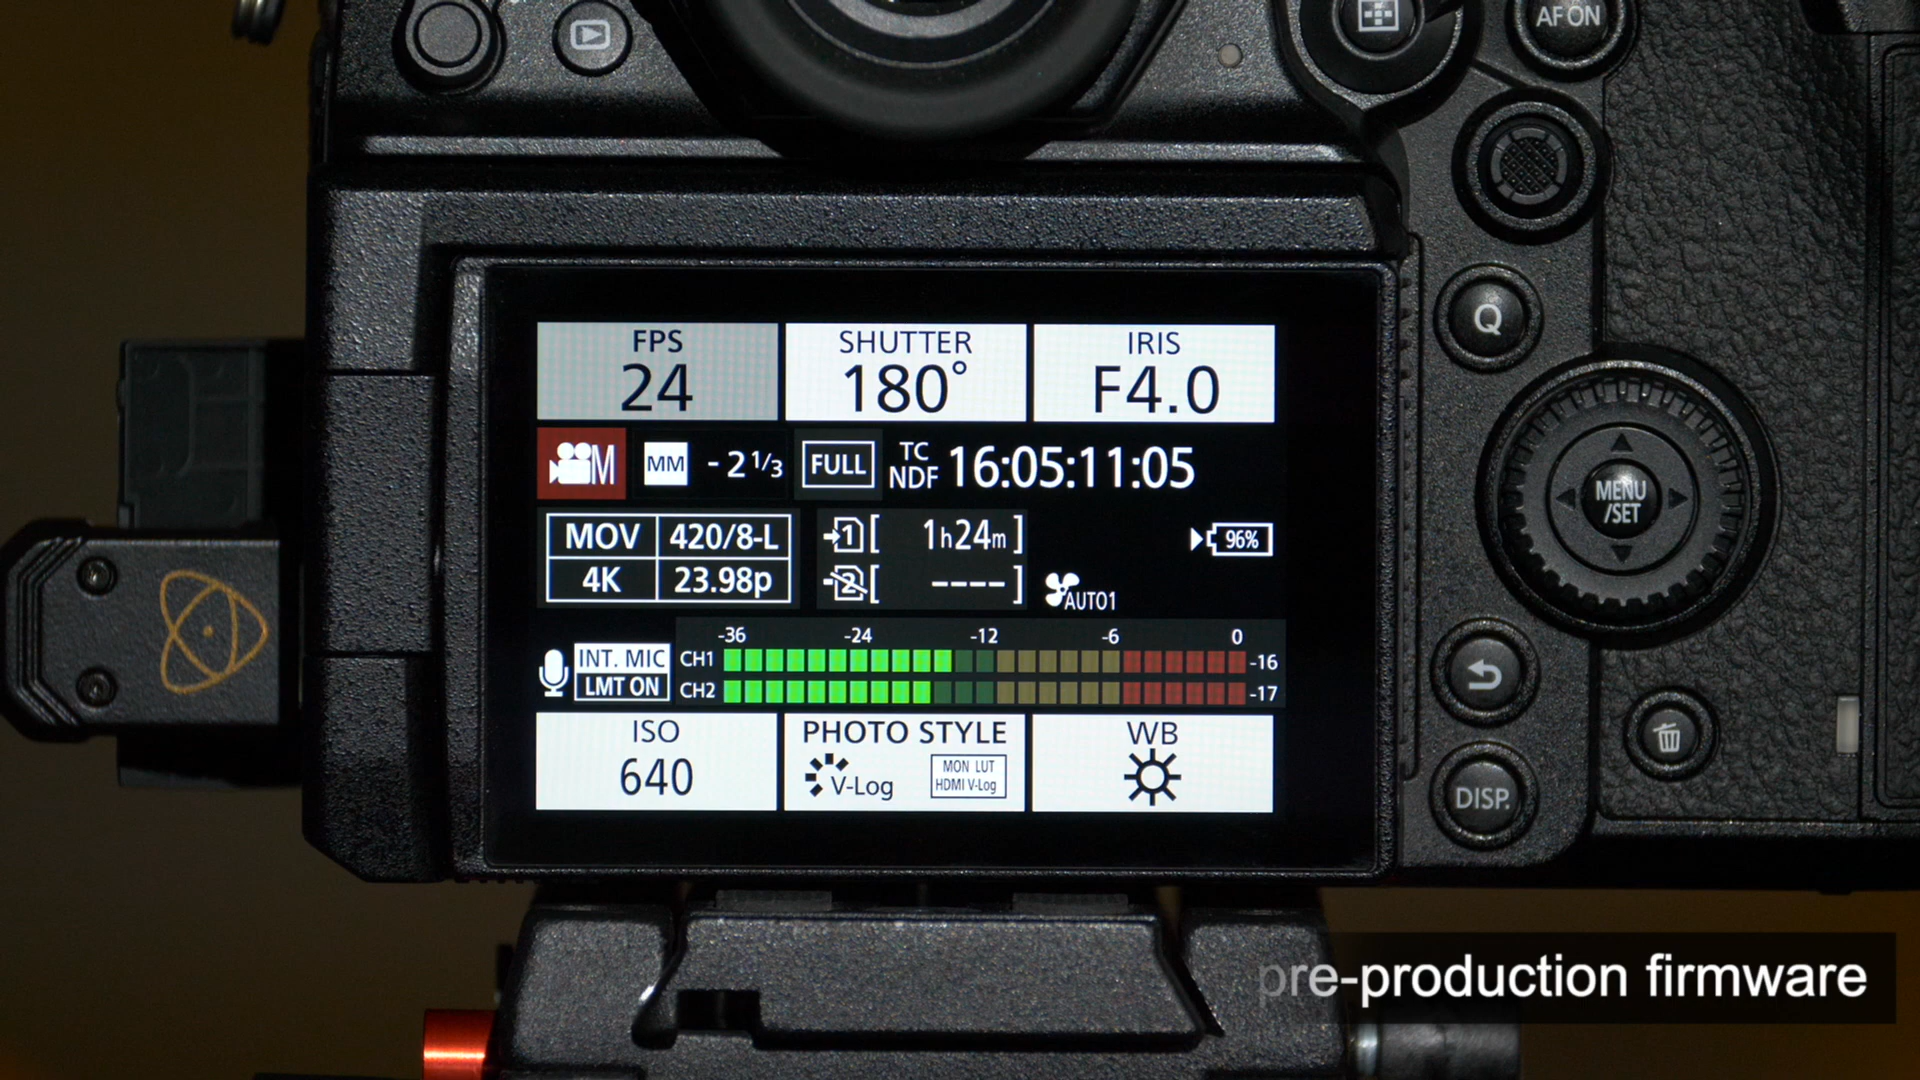 AF ON
FPS
24
SHUTTER
180°
IRIS
F4.0
M
MM
-2 1/3
FULL
TC
NDF
16:05:11:05
MOV
420/8-L
4K
23.98p
1 [ 1h24m ]
2 [ ---- ]
AUTO1
96%
-36 -24 -12 -6 0
INT. MIC
LMT ON
CH1 -16
CH2 -17
ISO
640
PHOTO STYLE
V-Log
MON LUT
HDMI V-Log
WB
Q
MENU
/SET
DISP.
pre-production firmware